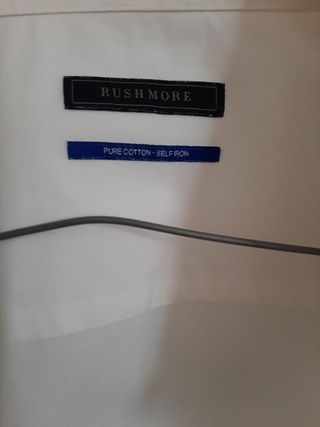 RUSHMORE
PURE COTTON - SELF IRON